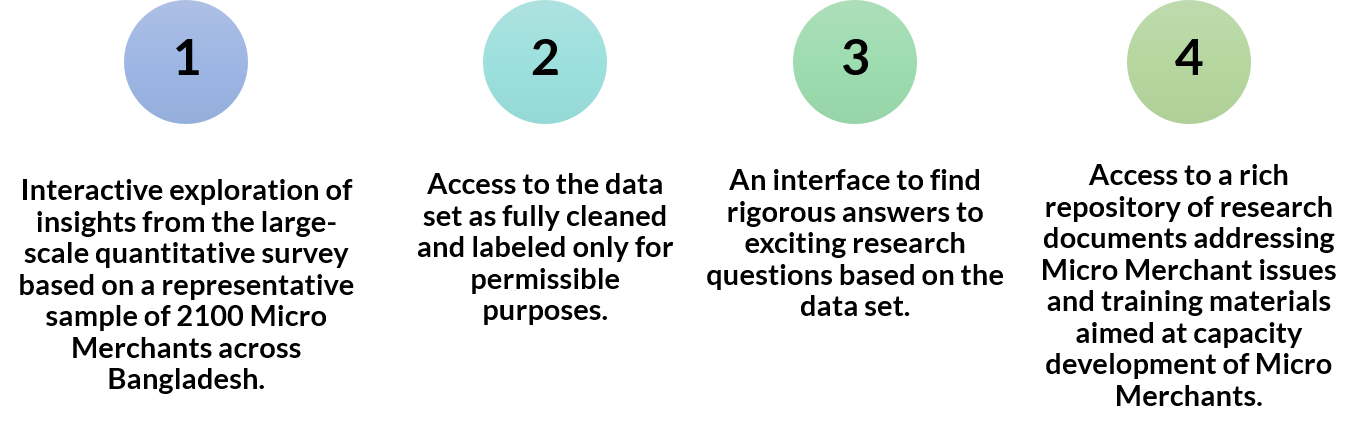 1
Interactive exploration of
insights from the large-
scale quantitative survey
based on a representative
sample of 2100 Micro
Merchants across
Bangladesh.
2
Access to the data
set as fully cleaned
and labeled only for
permissible
purposes.
3
An interface to find
rigorous answers to
exciting research
questions based on the
data set.
4
Access to a rich
repository of research
documents addressing
Micro Merchant issues
and training materials
aimed at capacity
development of Micro
Merchants.